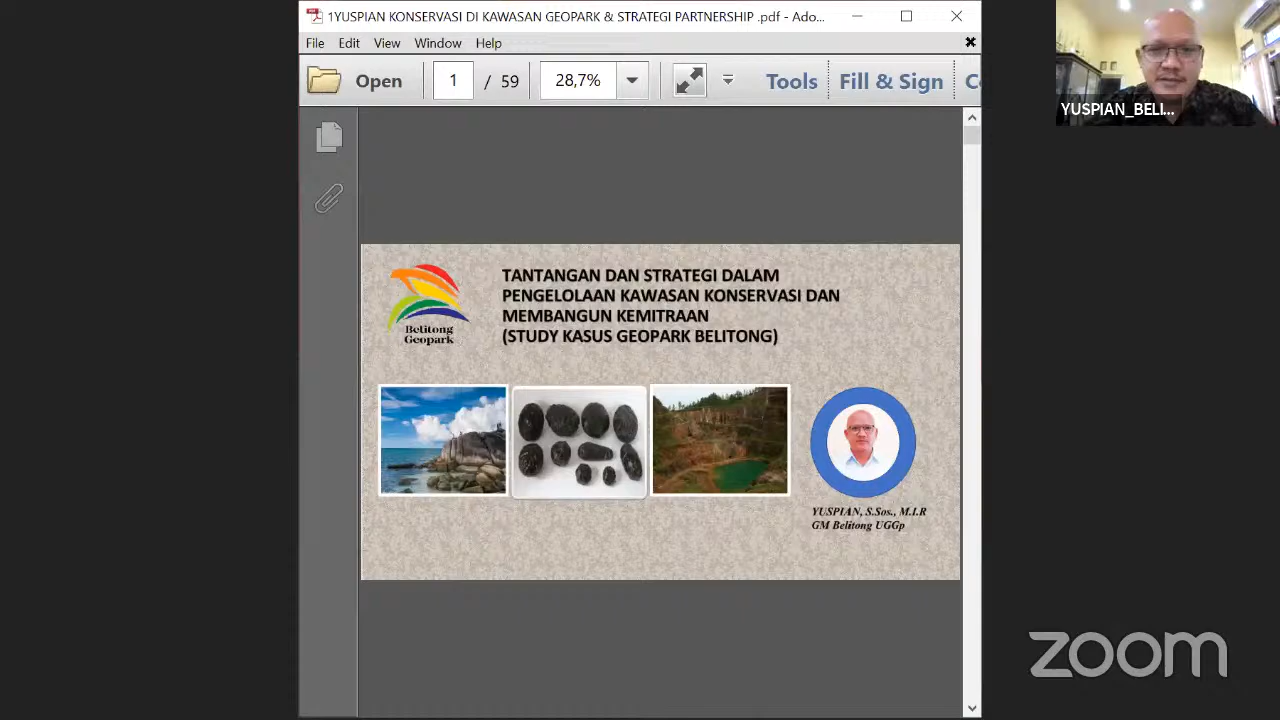 1YUSPIAN KONSERVASI DI KAWASAN GEOPARK & STRATEGI PARTNERSHIP .pdf - Ado...
File Edit View Window Help
Open 1 / 59 28,7% Tools Fill & Sign
YUSPIAN_BELI...
Belitong
Geopark
TANTANGAN DAN STRATEGI DALAM
PENGELOLAAN KAWASAN KONSERVASI DAN
MEMBANGUN KEMITRAAN
(STUDY KASUS GEOPARK BELITONG)
YUSPIAN, S.Sos., M.I.R
GM Belitong UGGp
zoom